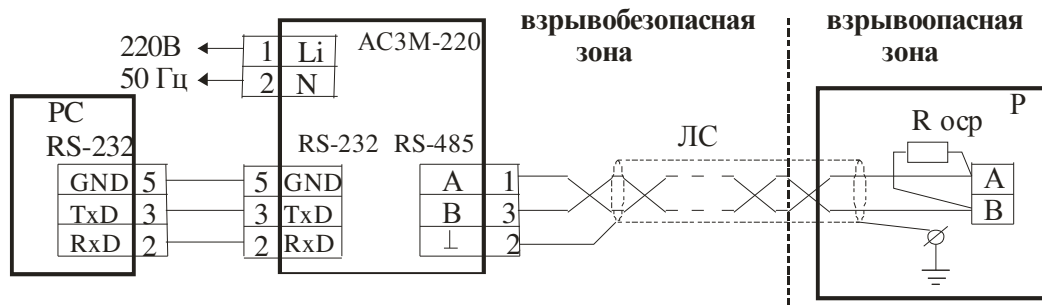 взрывобезопасная
зона
взрывоопасная
зона
220В
50 Гц
1 Li
2 N
АС3М-220
PC
RS-232
GND 5
TxD 3
RxD 2
RS-232 RS-485
5 GND
3 TxD
2 RxD
A 1
B 3
⊥ 2
ЛС
P
R оср
A
B